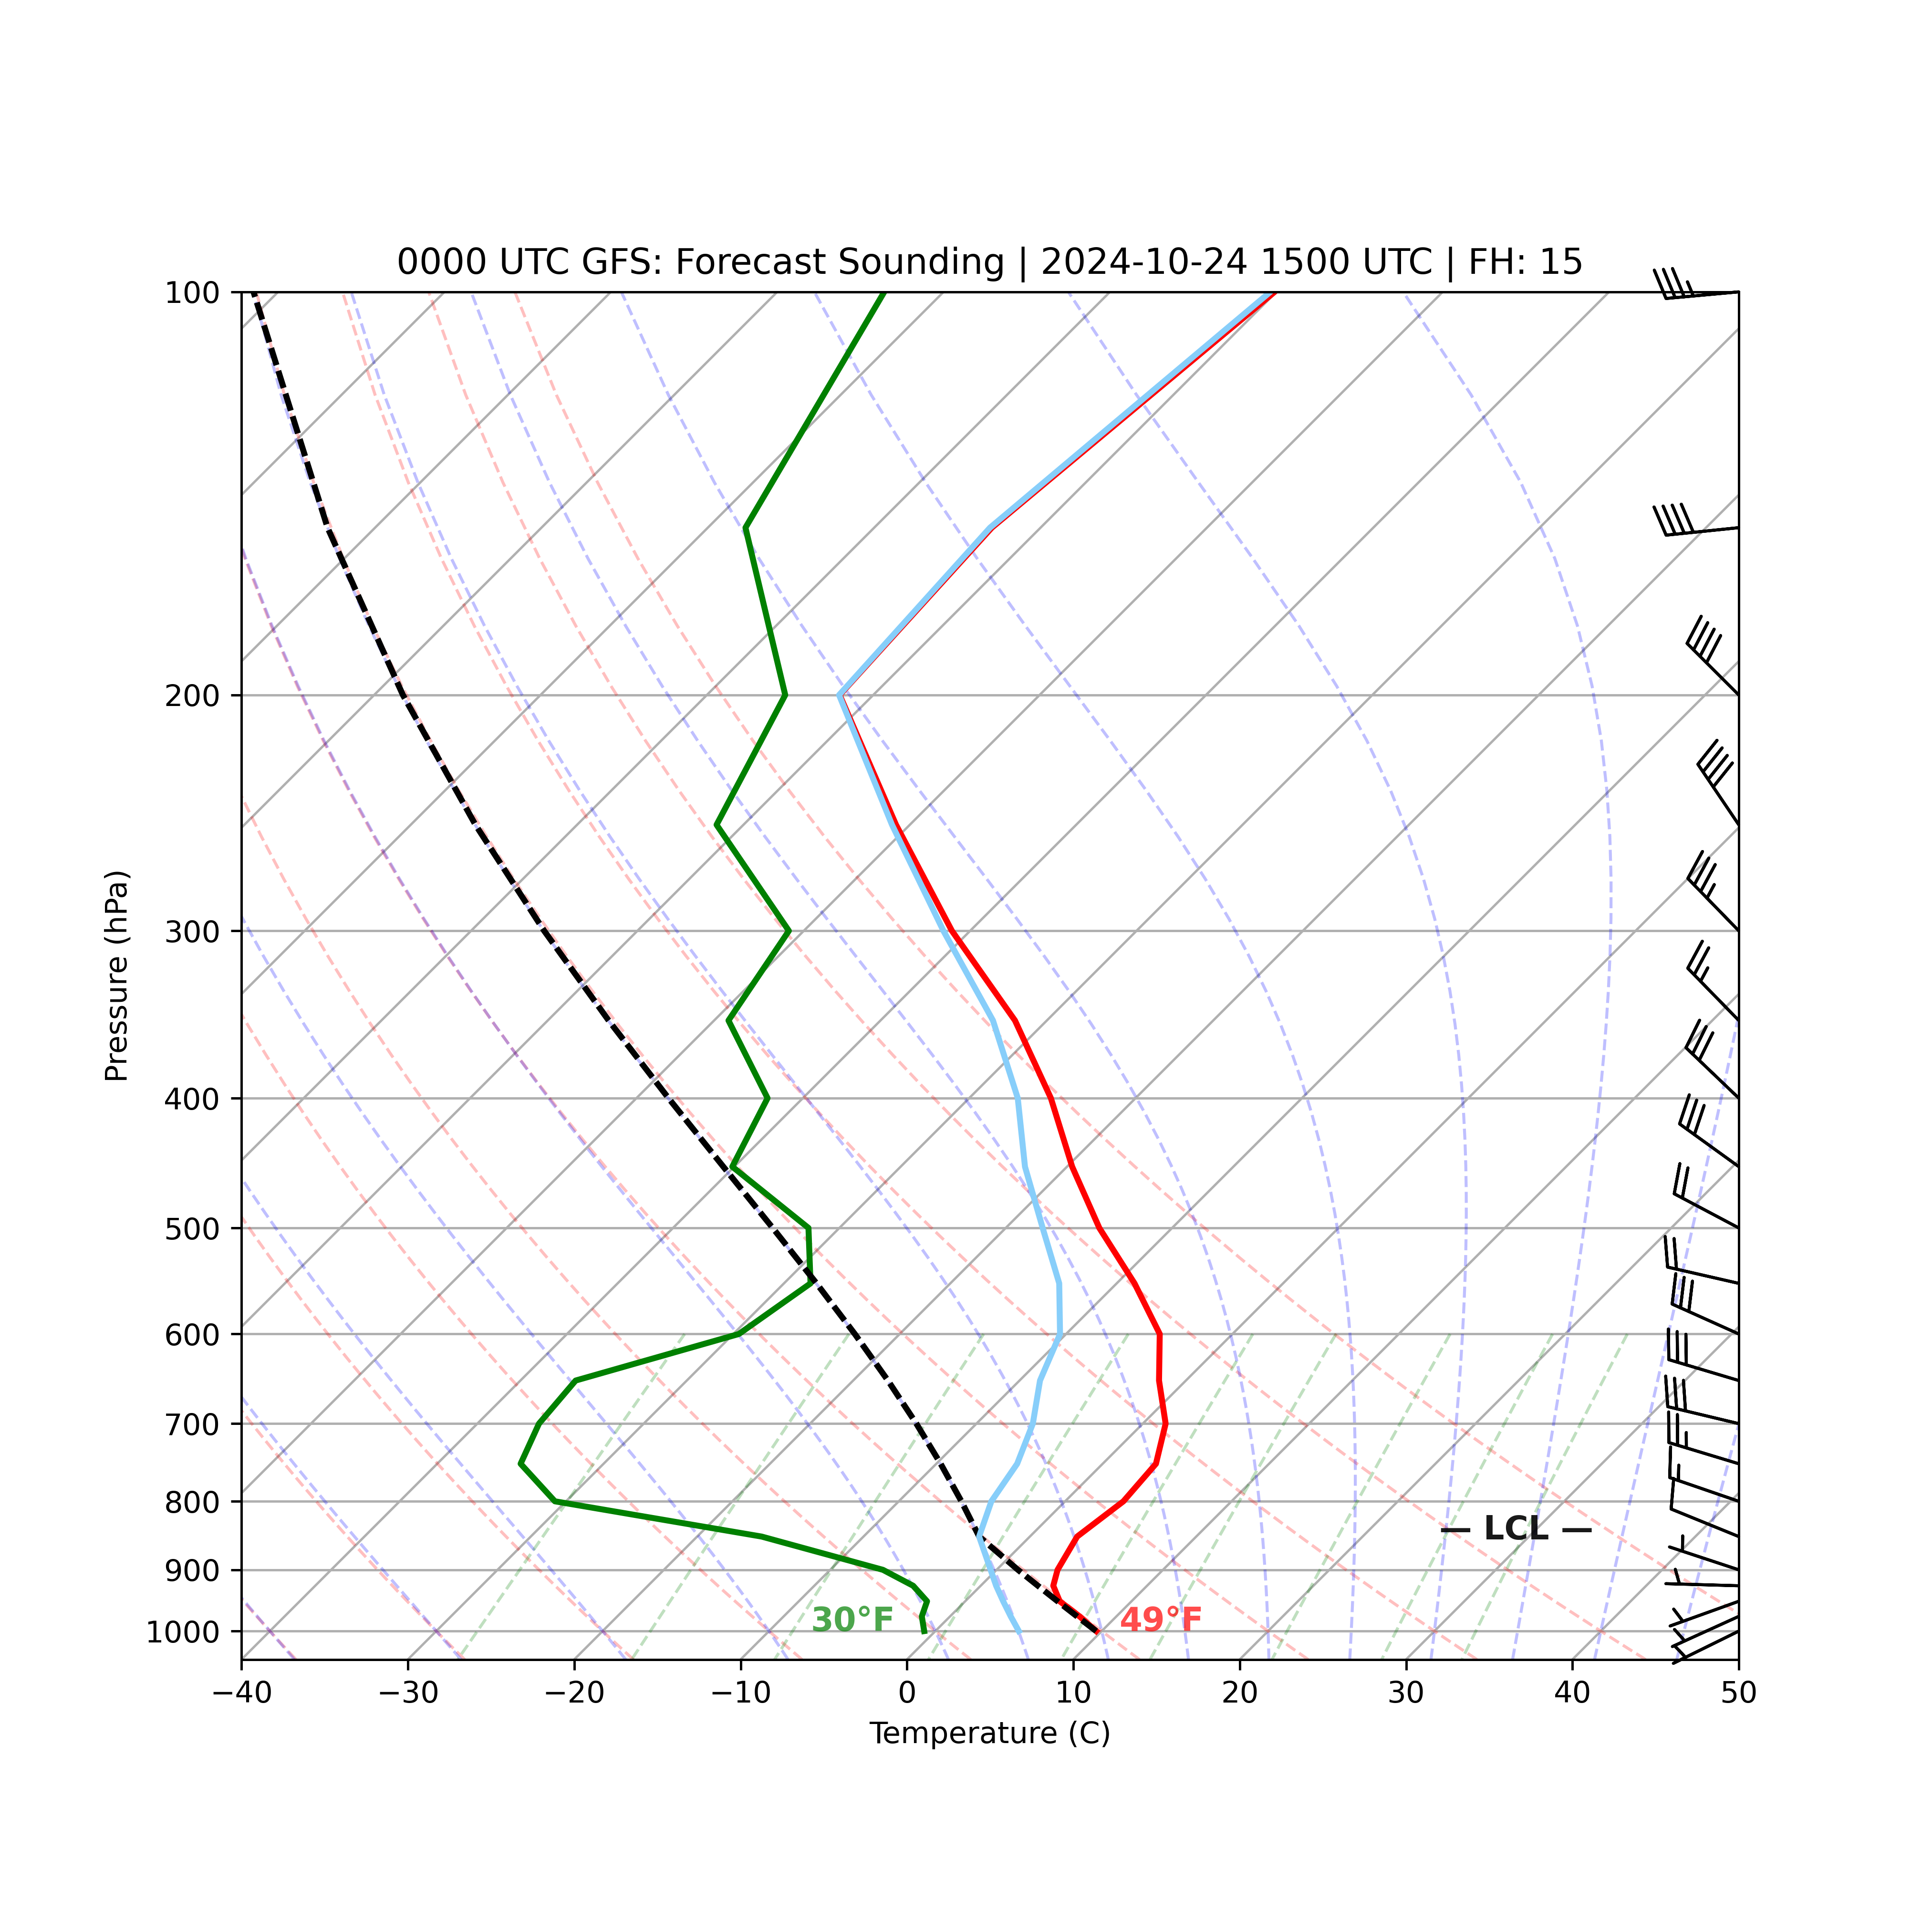 0000 UTC GFS: Forecast Sounding | 2024-10-24 1500 UTC | FH: 15
100
200
300
400
500
600
700
800
900
1000
Pressure (hPa)
— LCL —
30°F
49°F
−40 −30 −20 −10 0 10 20 30 40 50
Temperature (C)